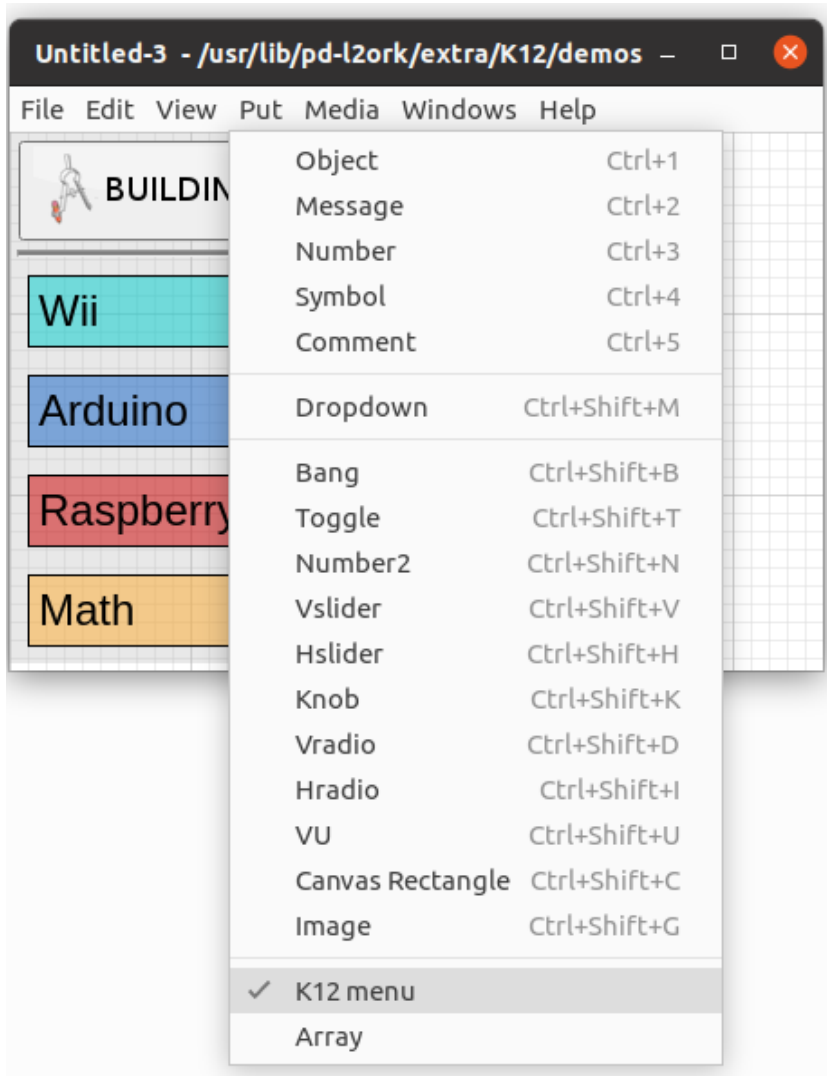 Untitled-3 - /usr/lib/pd-l2ork/extra/K12/demos
File Edit View Put Media Windows Help
BUILDIN
Wii
Arduino
Raspberry
Math
Object Ctrl+1
Message Ctrl+2
Number Ctrl+3
Symbol Ctrl+4
Comment Ctrl+5
Dropdown Ctrl+Shift+M
Bang Ctrl+Shift+B
Toggle Ctrl+Shift+T
Number2 Ctrl+Shift+N
Vslider Ctrl+Shift+V
Hslider Ctrl+Shift+H
Knob Ctrl+Shift+K
Vradio Ctrl+Shift+D
Hradio Ctrl+Shift+I
VU Ctrl+Shift+U
Canvas Rectangle Ctrl+Shift+C
Image Ctrl+Shift+G
K12 menu
Array